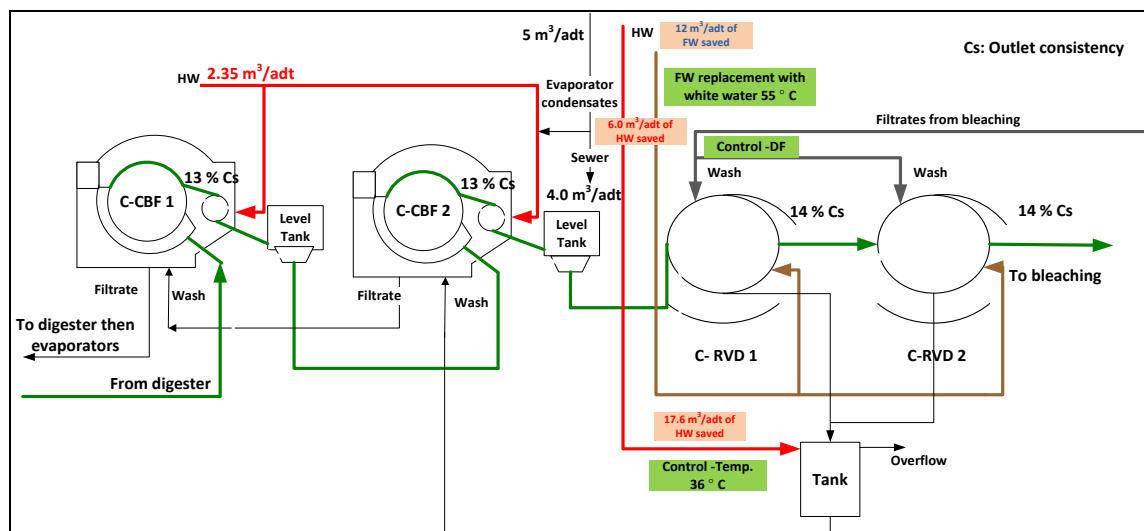 5 m³/adt
HW
12 m³/adt of
FW saved
Cs: Outlet consistency
HW
2.35 m³/adt
Evaporator
condensates
FW replacement with
white water 55 ° C
6.0 m³/adt of
HW saved
Filtrates from bleaching
Control -DF
Sewer
Wash
Wash
13 % Cs
13 % Cs
4.0 m³/adt
C-CBF 1
C-CBF 2
Level
Tank
Level
Tank
14 % Cs
14 % Cs
To bleaching
Filtrate
Wash
Filtrate
Wash
To digester then
evaporators
C- RVD 1
C-RVD 2
From digester
17.6 m³/adt of
HW saved
Control -Temp.
36 ° C
Tank
Overflow